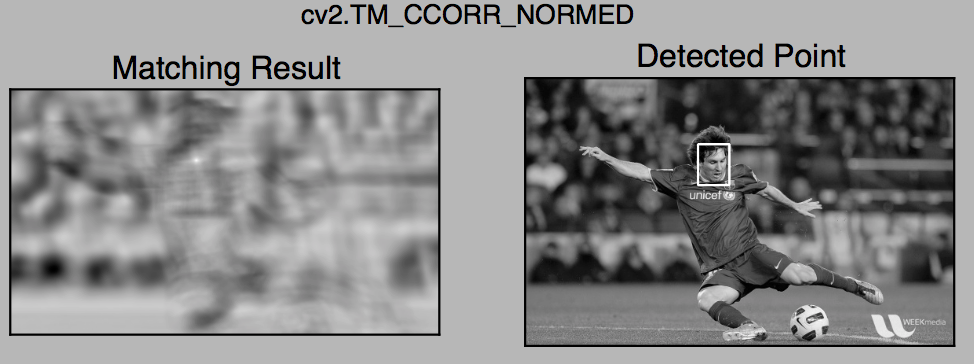 cv2.TM_CCORR_NORMED
Matching Result
Detected Point
unicef
WEEKmedia